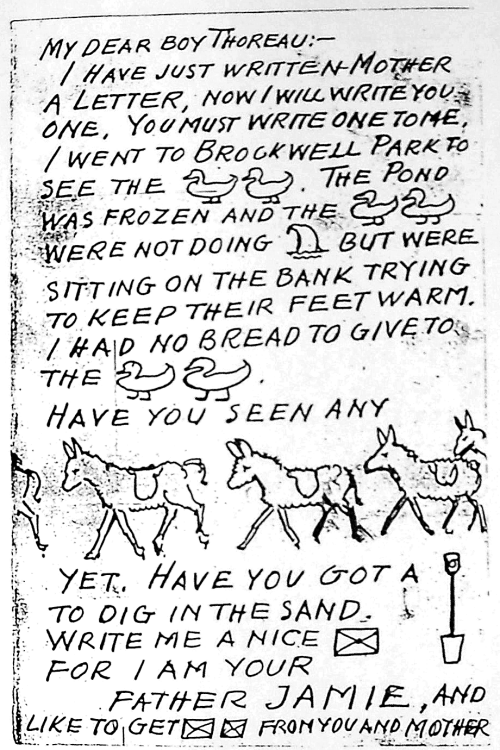 MY DEAR BOY THOREAU:—
I HAVE JUST WRITTEN MOTHER
A LETTER, NOW I WILL WRITE YOU
ONE. YOU MUST WRITE ONE TO ME.
I WENT TO BROCKWELL PARK TO
SEE THE . THE POND
WAS FROZEN AND THE
WERE NOT DOING BUT WERE
SITTING ON THE BANK TRYING
TO KEEP THEIR FEET WARM.
I HAD NO BREAD TO GIVE TO
THE .
HAVE YOU SEEN ANY
YET. HAVE YOU GOT A
TO DIG IN THE SAND.
WRITE ME A NICE
FOR I AM YOUR
FATHER JAMIE, AND
LIKE TO GET FROM YOU AND MOTHER